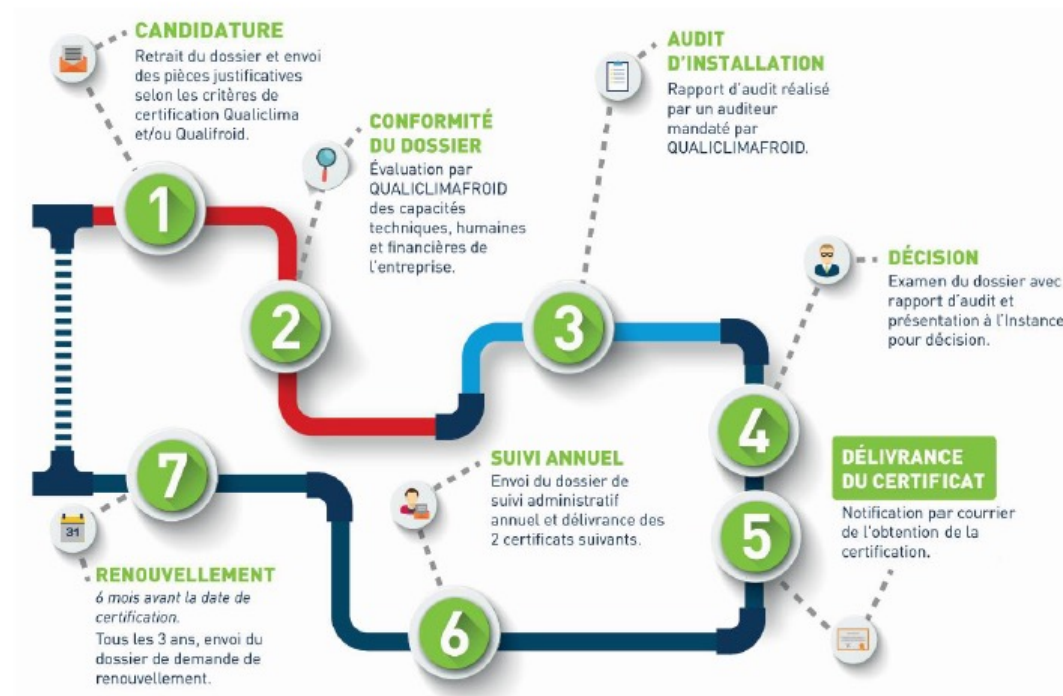 1
CANDIDATURE
Retrait du dossier et envoi
des pièces justificatives
selon les critères de
certification Qualiclima
et/ou Qualifroid.
2
CONFORMITÉ
DU DOSSIER
Évaluation par
QUALICLIMAFROID
des capacités
techniques, humaines
et financières de
l'entreprise.
3
AUDIT
D'INSTALLATION
Rapport d'audit réalisé
par un auditeur
mandaté par
QUALICLIMAFROID.
4
DÉCISION
Examen du dossier avec
rapport d'audit et
présentation à l'Instance
pour décision.
5
DÉLIVRANCE
DU CERTIFICAT
Notification par courrier
de l'obtention de la
certification.
6
SUIVI ANNUEL
Envoi du dossier de
suivi administratif
annuel et délivrance des
2 certificats suivants.
7
31
RENOUVELLEMENT
6 mois avant la date de
certification.
Tous les 3 ans, envoi du
dossier de demande de
renouvellement.